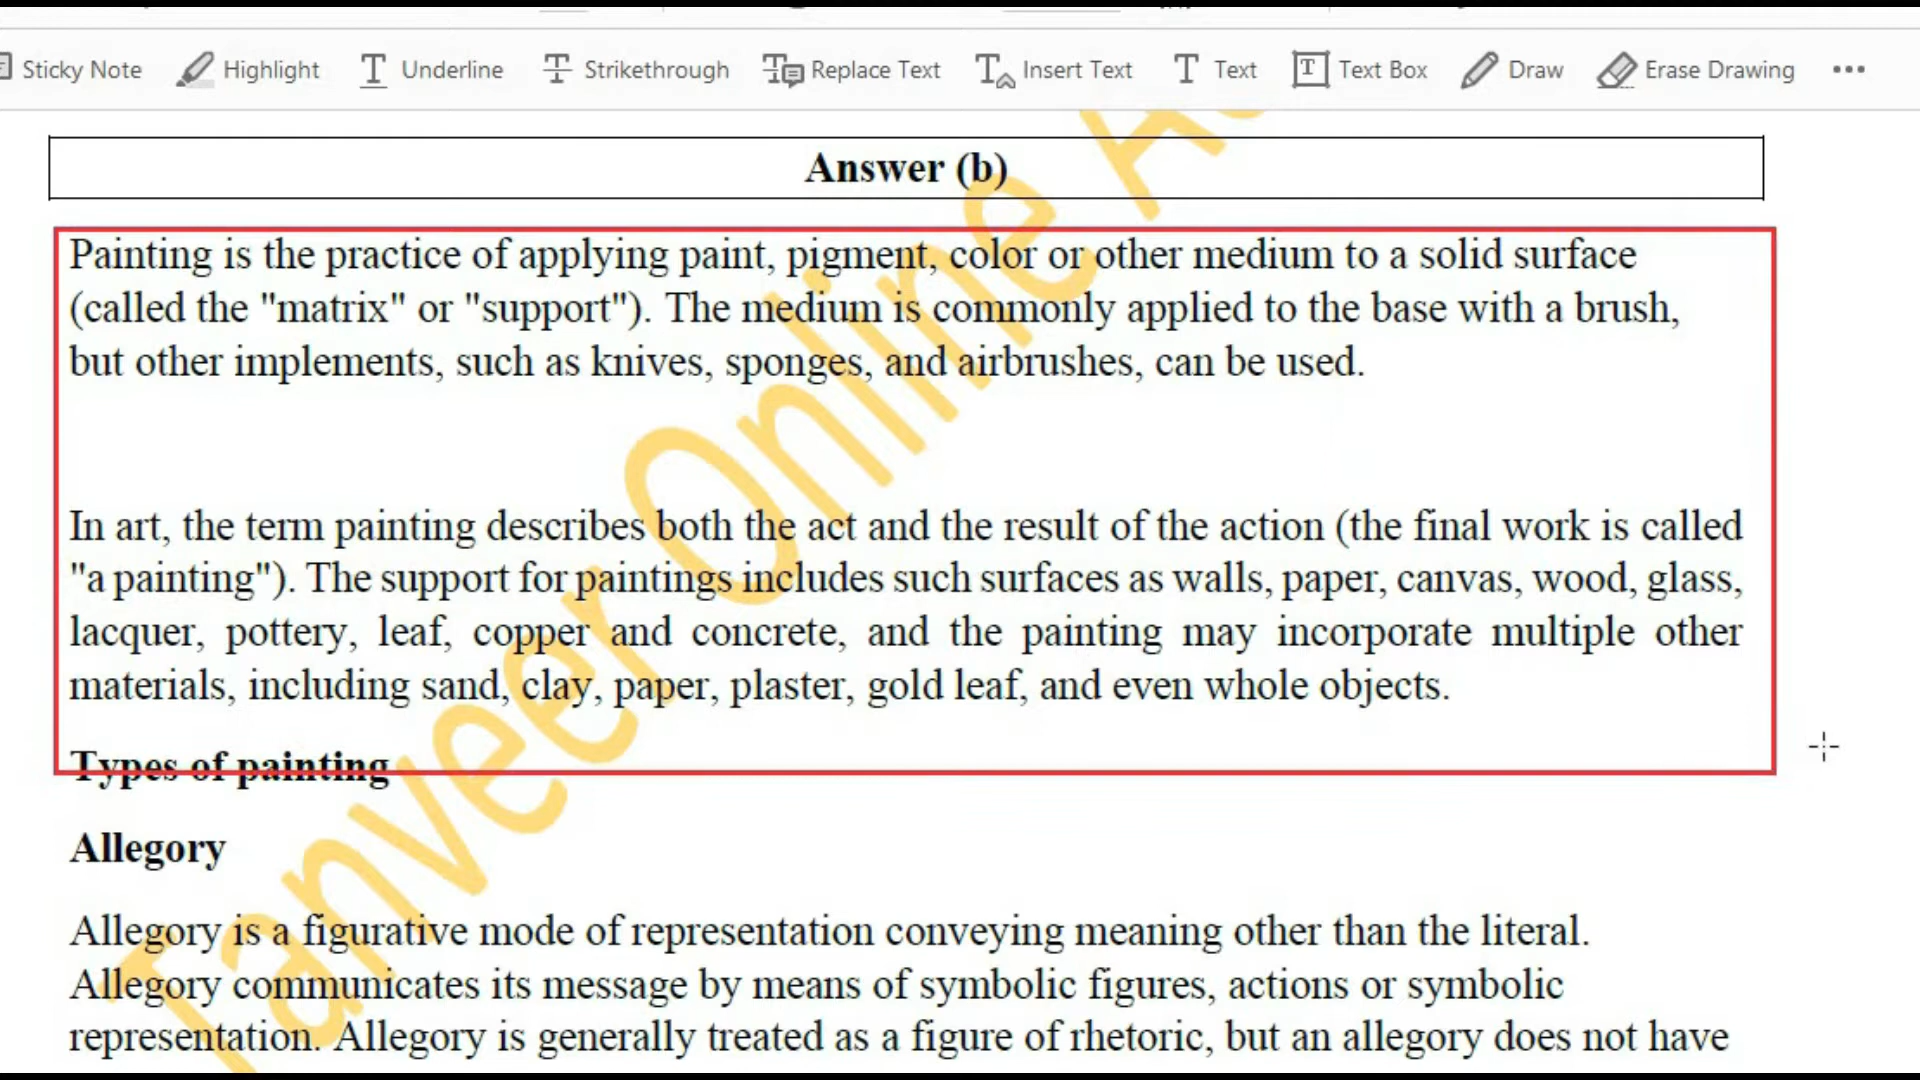 Sticky Note Highlight Underline Strikethrough Replace Text Insert Text Text Text Box Draw Erase Drawing
Answer (b)
Painting is the practice of applying paint, pigment, color or other medium to a solid surface
(called the "matrix" or "support"). The medium is commonly applied to the base with a brush,
but other implements, such as knives, sponges, and airbrushes, can be used.
In art, the term painting describes both the act and the result of the action (the final work is called
"a painting"). The support for paintings includes such surfaces as walls, paper, canvas, wood, glass,
lacquer, pottery, leaf, copper and concrete, and the painting may incorporate multiple other
materials, including sand, clay, paper, plaster, gold leaf, and even whole objects.
Types of painting
Allegory
Allegory is a figurative mode of representation conveying meaning other than the literal.
Allegory communicates its message by means of symbolic figures, actions or symbolic
representation. Allegory is generally treated as a figure of rhetoric, but an allegory does not have
Tanveer Online